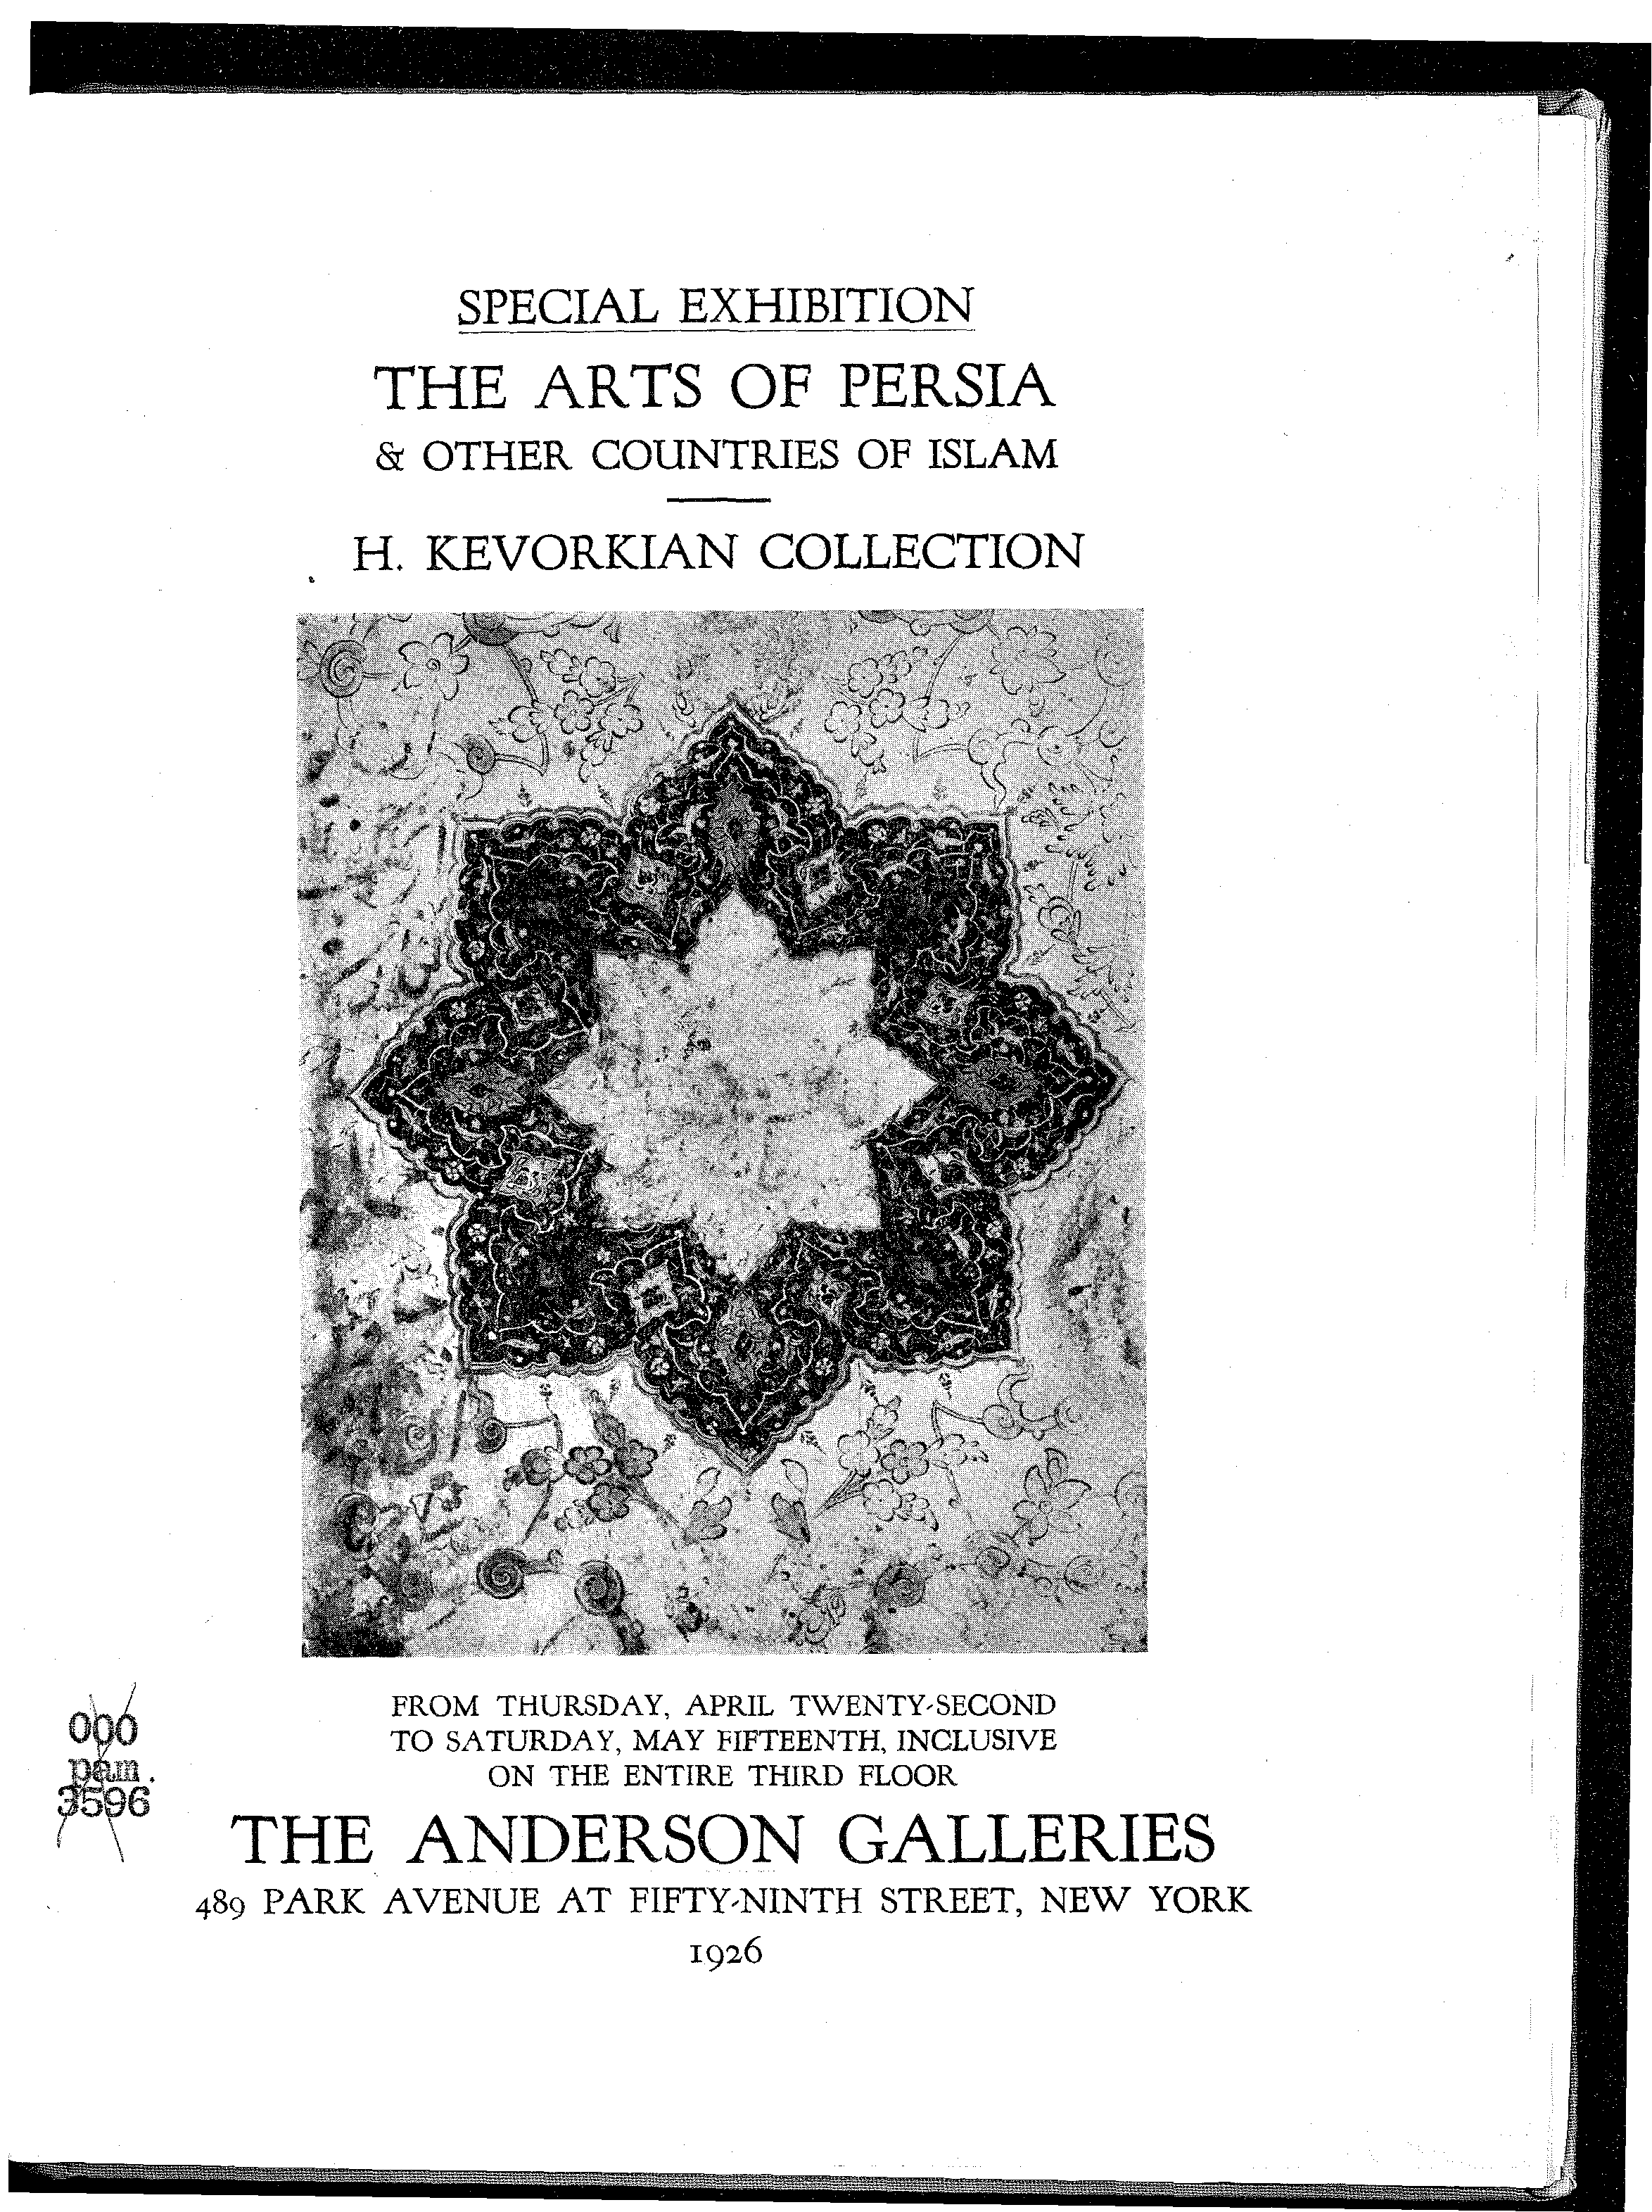 SPECIAL EXHIBITION
THE ARTS OF PERSIA
& OTHER COUNTRIES OF ISLAM
H. KEVORKIAN COLLECTION
FROM THURSDAY, APRIL TWENTY-SECOND
TO SATURDAY, MAY FIFTEENTH, INCLUSIVE
ON THE ENTIRE THIRD FLOOR
pam.
3596
THE ANDERSON GALLERIES
489 PARK AVENUE AT FIFTY-NINTH STREET, NEW YORK
1926